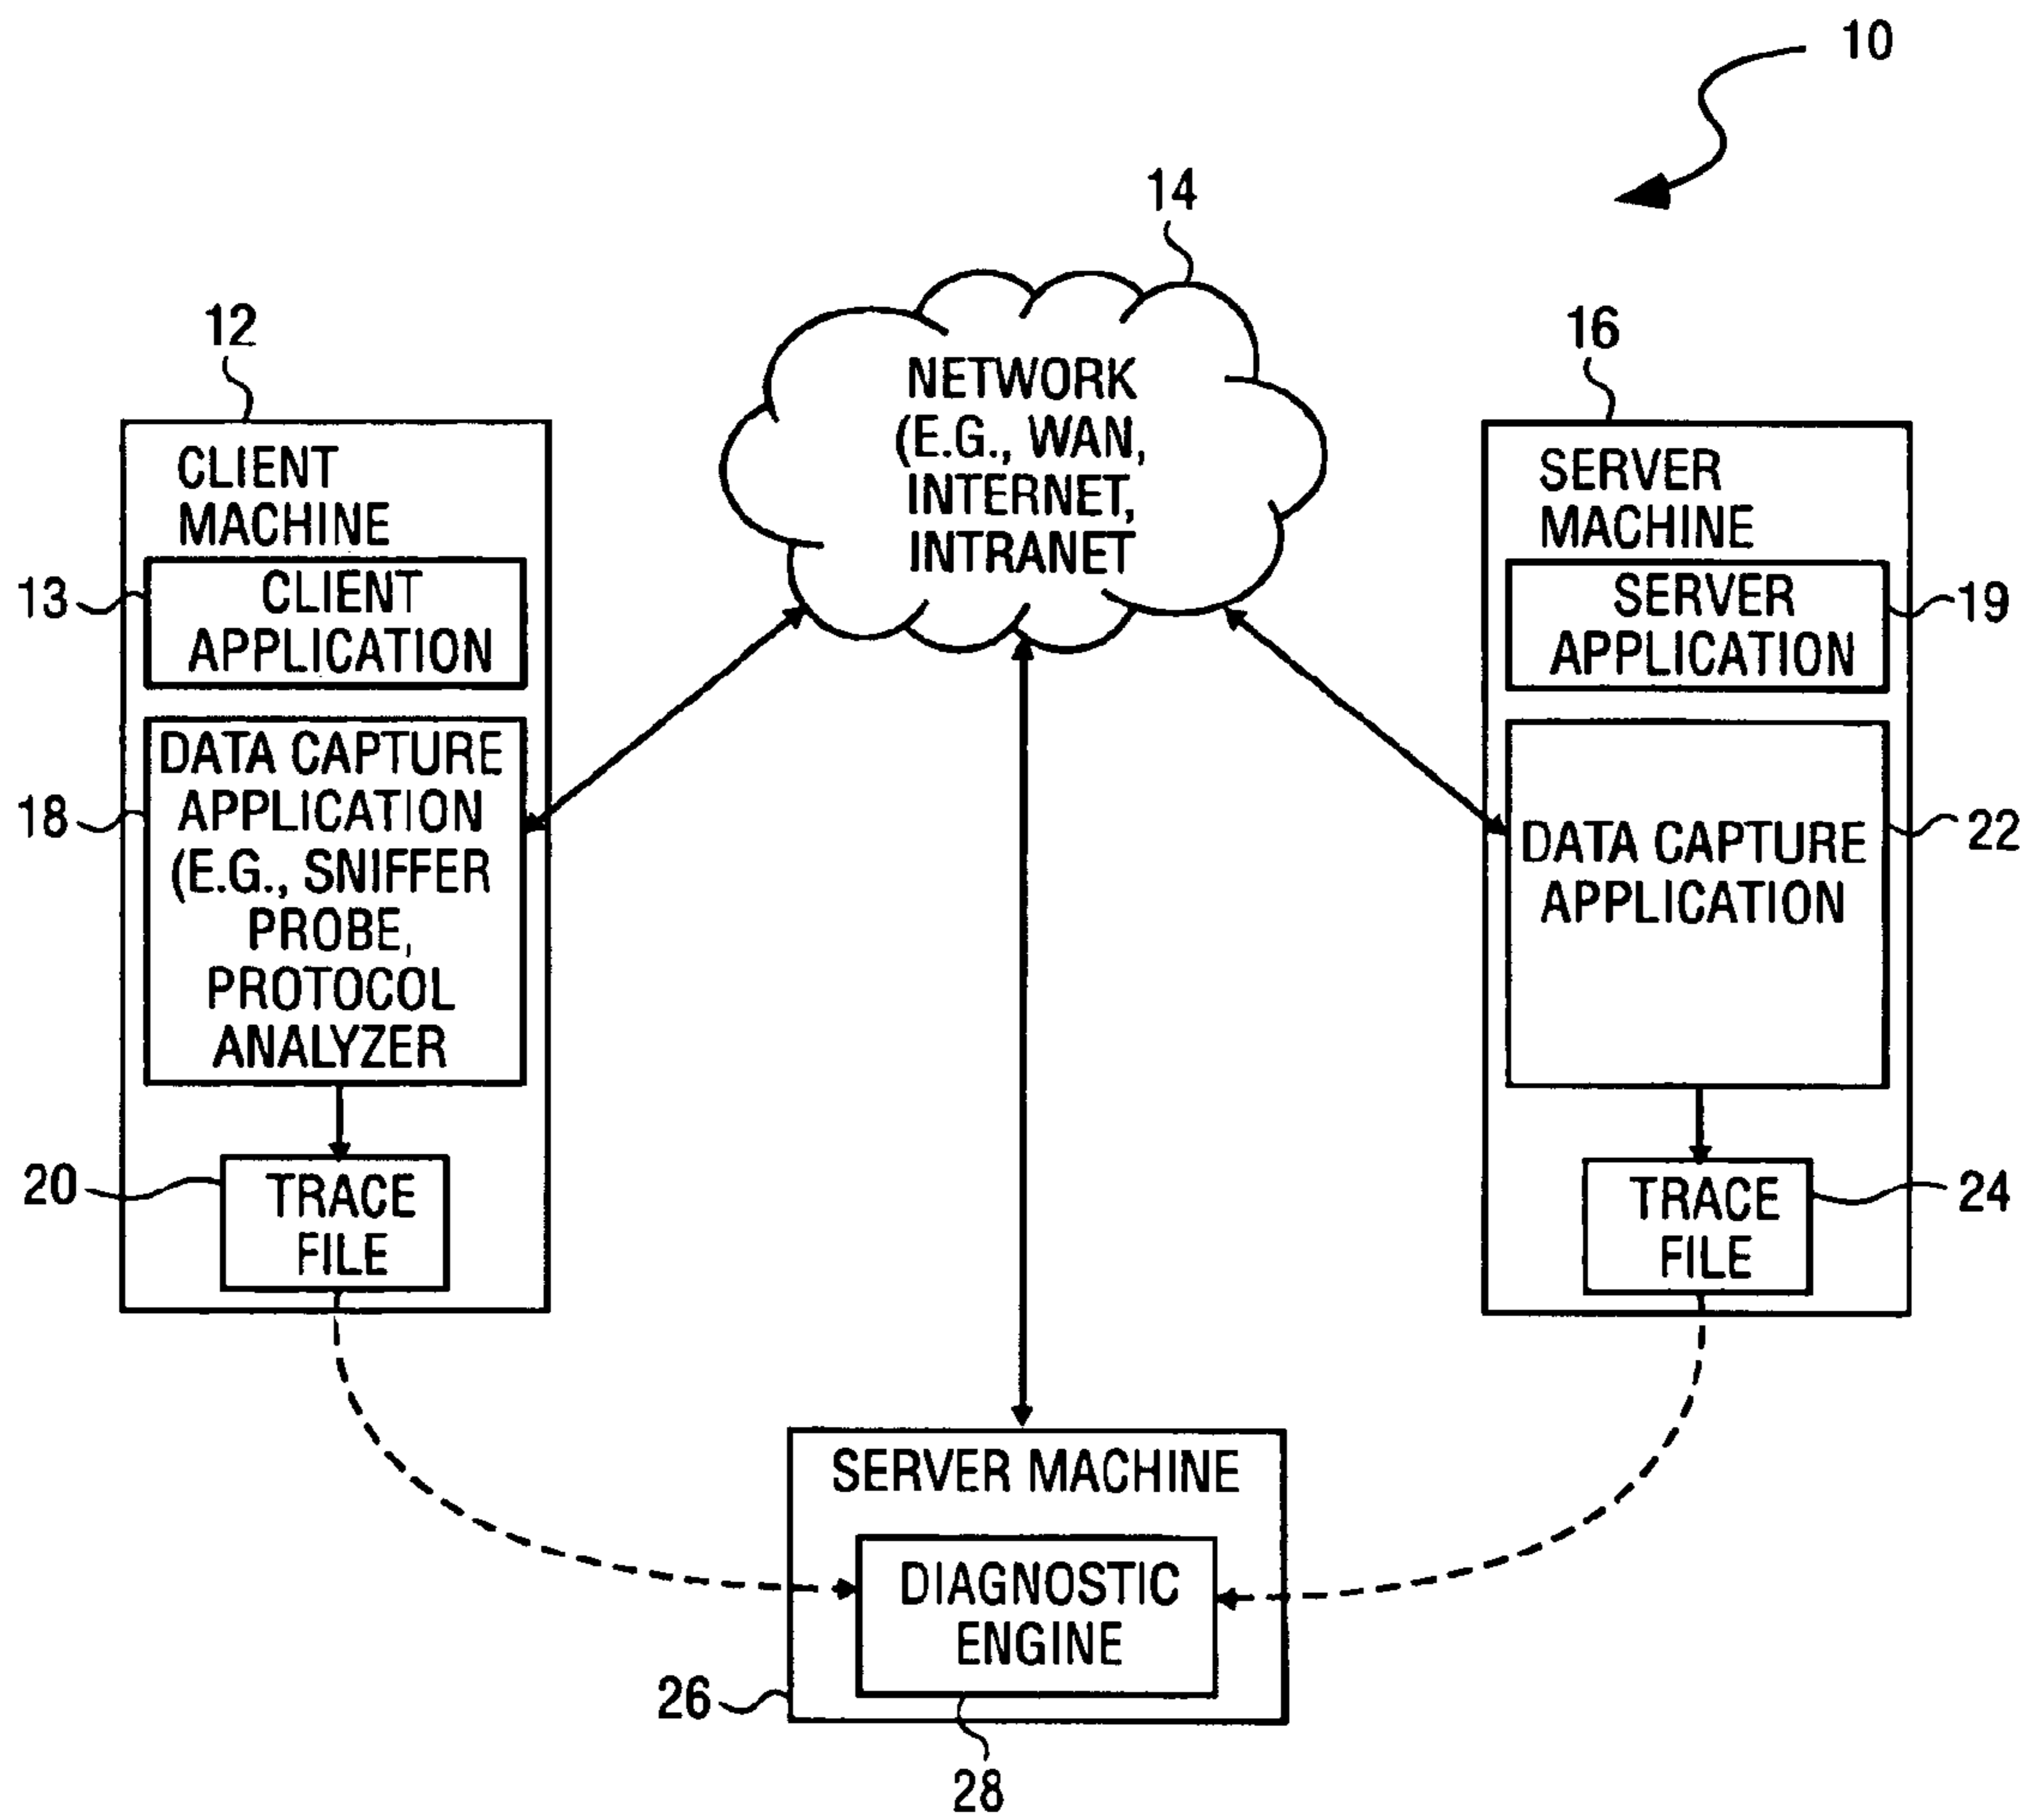 10
14
NETWORK
(E.G., WAN,
INTERNET,
INTRANET
12
CLIENT
MACHINE
13
CLIENT
APPLICATION
18
DATA CAPTURE
APPLICATION
(E.G., SNIFFER
PROBE,
PROTOCOL
ANALYZER
20
TRACE
FILE
16
SERVER
MACHINE
SERVER
APPLICATION
19
DATA CAPTURE
APPLICATION
22
TRACE
FILE
24
SERVER MACHINE
DIAGNOSTIC
ENGINE
26
28